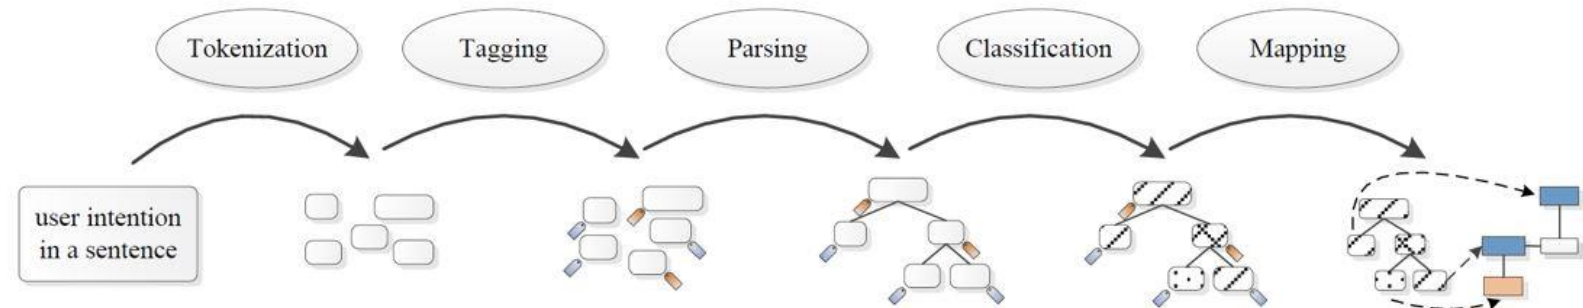 Tokenization
Tagging
Parsing
Classification
Mapping
user intention
in a sentence